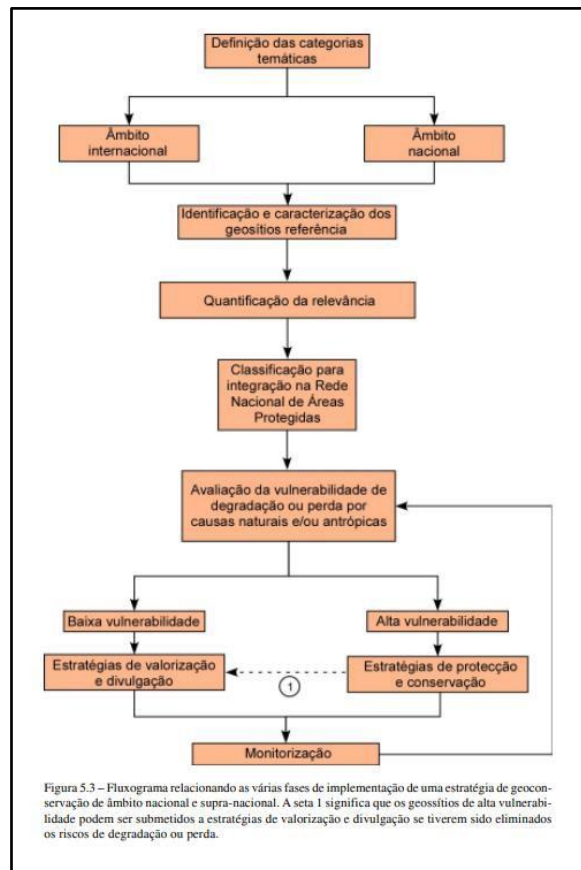 Definição das categorias
temáticas
Âmbito
internacional
Âmbito
nacional
Identificação e caracterização dos
geosítios referência
Quantificação da relevância
Classificação para
integração na Rede
Nacional de Áreas
Protegidas
Avaliação da vulnerabilidade de
degradação ou perda por
causas naturais e/ou antrópicas
Baixa vulnerabilidade
Alta vulnerabilidade
Estratégias de valorização
e divulgação
1
Estratégias de protecção
e conservação
Monitorização
Figura 5.3 – Fluxograma relacionando as várias fases de implementação de uma estratégia de geocon-
servação de âmbito nacional e supra-nacional. A seta 1 significa que os geossítios de alta vulnerabi-
lidade podem ser submetidos a estratégias de valorização e divulgação se tiverem sido eliminados
os riscos de degradação ou perda.